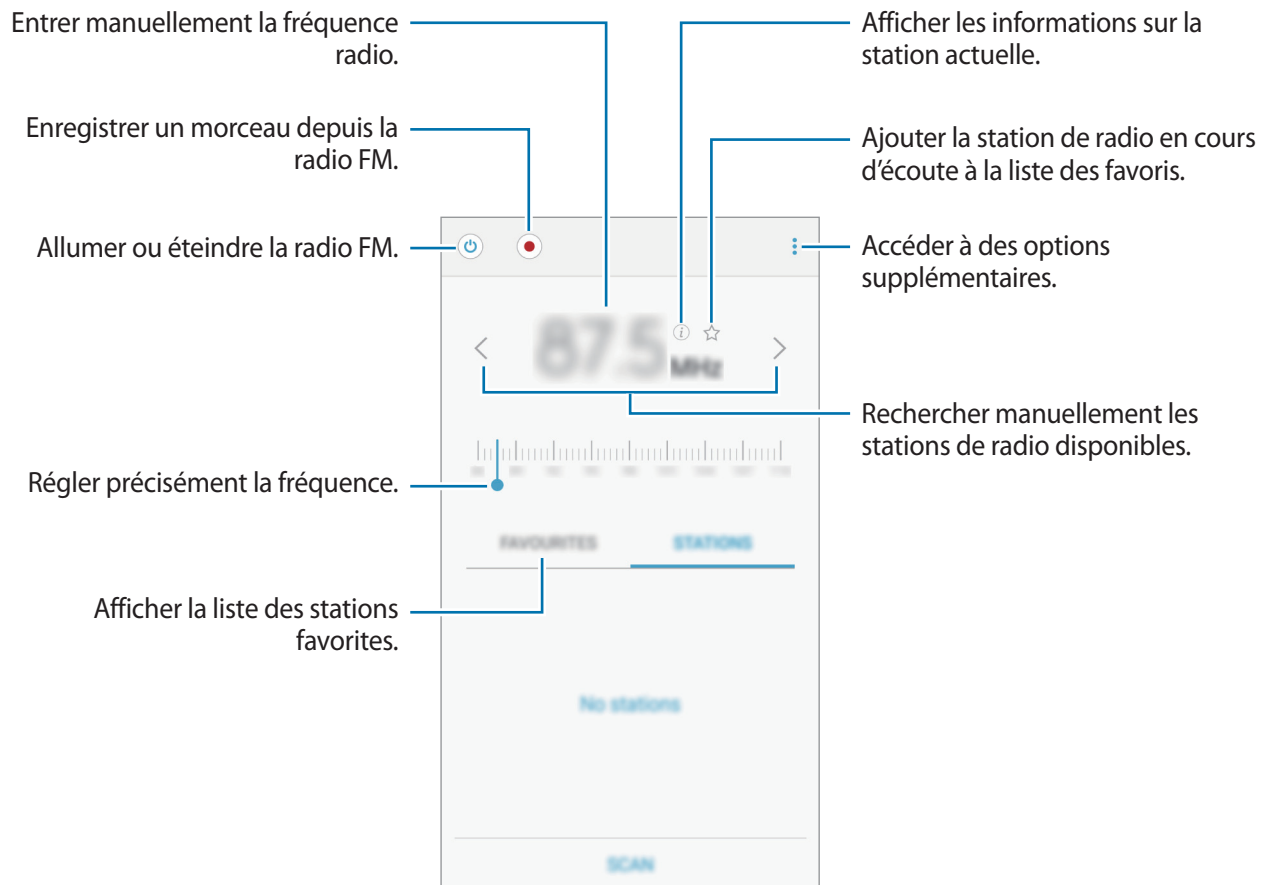 Entrer manuellement la fréquence
radio.
Afficher les informations sur la
station actuelle.
Enregistrer un morceau depuis la
radio FM.
Ajouter la station de radio en cours
d'écoute à la liste des favoris.
Allumer ou éteindre la radio FM.
Accéder à des options
supplémentaires.
87.5 MHz
Rechercher manuellement les
stations de radio disponibles.
Régler précisément la fréquence.
FAVOURITES
STATIONS
Afficher la liste des stations
favorites.
No stations
SCAN